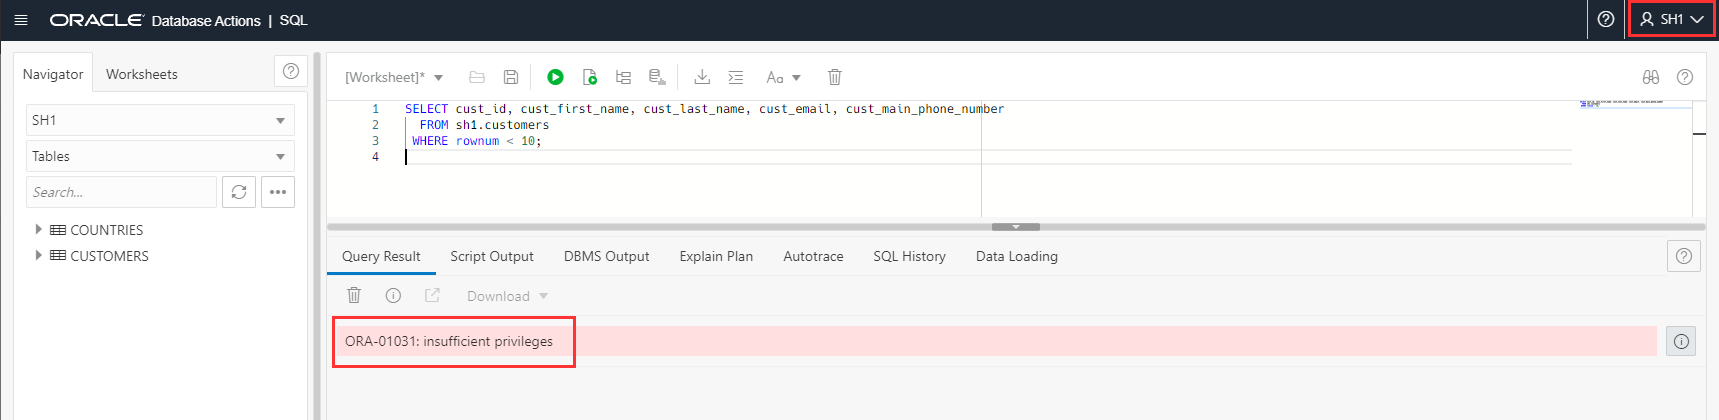 ORACLE Database Actions | SQL
SH1
Navigator
Worksheets
[Worksheet]*
Aa
SH1
Tables
Search...
COUNTRIES
CUSTOMERS
1 SELECT cust_id, cust_first_name, cust_last_name, cust_email, cust_main_phone_number
2 FROM sh1.customers
3 WHERE rownum < 10;
4
Query Result
Script Output
DBMS Output
Explain Plan
Autotrace
SQL History
Data Loading
Download
ORA-01031: insufficient privileges